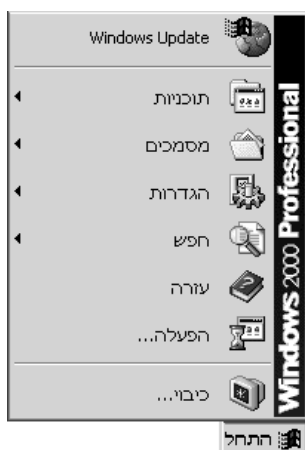 Windows Update
תוכניות
מסמכים
הגדרות
חפש
עזרה
הפעלה...
כיבוי...
Windows 2000 Professional
התחל